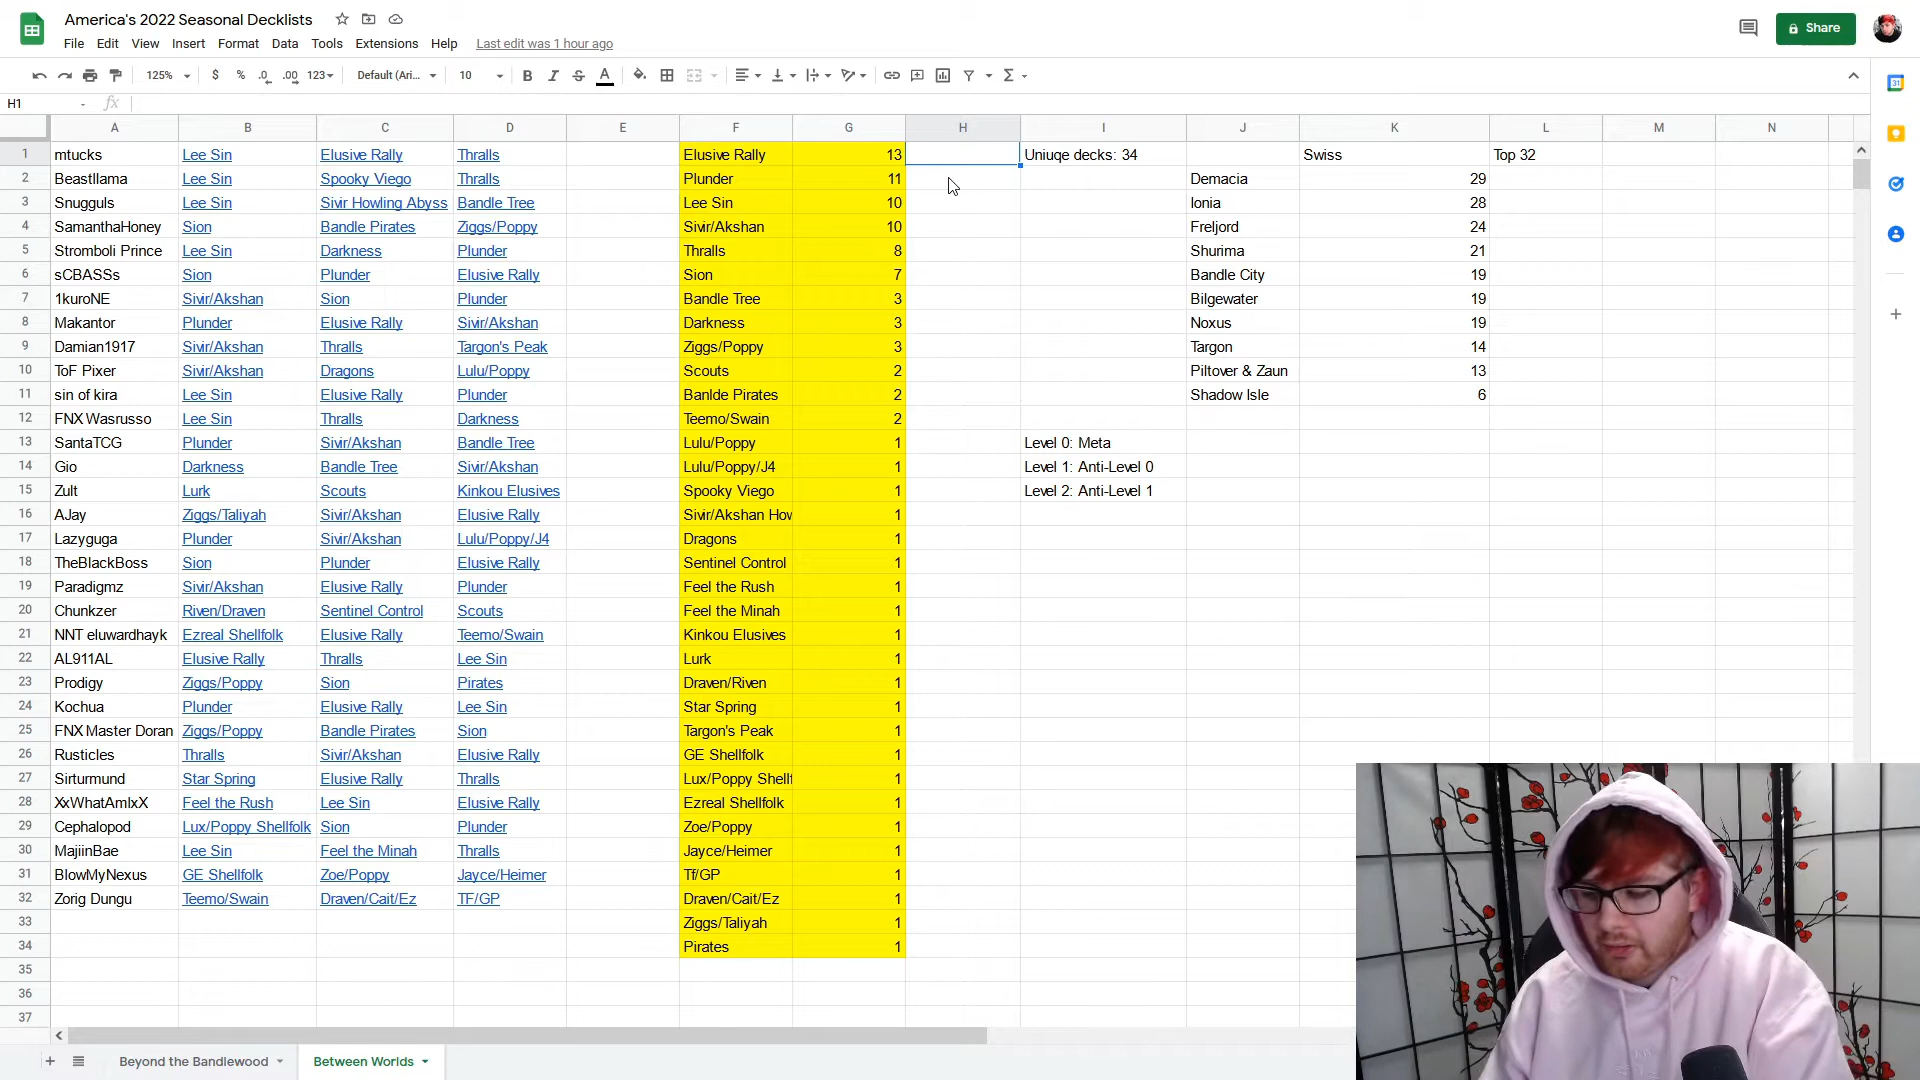 America's 2022 Seasonal Decklists
File Edit View Insert Format Data Tools Extensions Help Last edit was 1 hour ago
Share
125% $ % .0 .00 123 Default (Ari... 10 B I S A Σ
H1 fx
A B C D E F G H I J K L M N
1 mtucks Lee Sin Elusive Rally Thralls Elusive Rally 13 Uniuqe decks: 34 Swiss Top 32
2 Beastllama Lee Sin Spooky Viego Thralls Plunder 11 Demacia 29
3 Snugguls Lee Sin Sivir Howling Abyss Bandle Tree Lee Sin 10 Ionia 28
4 SamanthaHoney Sion Bandle Pirates Ziggs/Poppy Sivir/Akshan 10 Freljord 24
5 Stromboli Prince Lee Sin Darkness Plunder Thralls 8 Shurima 21
6 sCBASSs Sion Plunder Elusive Rally Sion 7 Bandle City 19
7 1kuroNE Sivir/Akshan Sion Plunder Bandle Tree 3 Bilgewater 19
8 Makantor Plunder Elusive Rally Sivir/Akshan Darkness 3 Noxus 19
9 Damian1917 Sivir/Akshan Thralls Targon's Peak Ziggs/Poppy 3 Targon 14
10 ToF Pixer Sivir/Akshan Dragons Lulu/Poppy Scouts 2 Piltover & Zaun 13
11 sin of kira Lee Sin Elusive Rally Plunder Banlde Pirates 2 Shadow Isle 6
12 FNX Wasrusso Lee Sin Thralls Darkness Teemo/Swain 2
13 SantaTCG Plunder Sivir/Akshan Bandle Tree Lulu/Poppy 1 Level 0: Meta
14 Gio Darkness Bandle Tree Sivir/Akshan Lulu/Poppy/J4 1 Level 1: Anti-Level 0
15 Zult Lurk Scouts Kinkou Elusives Spooky Viego 1 Level 2: Anti-Level 1
16 AJay Ziggs/Taliyah Sivir/Akshan Elusive Rally Sivir/Akshan How 1
17 Lazyguga Plunder Sivir/Akshan Lulu/Poppy/J4 Dragons 1
18 TheBlackBoss Sion Plunder Elusive Rally Sentinel Control 1
19 Paradigmz Sivir/Akshan Elusive Rally Plunder Feel the Rush 1
20 Chunkzer Riven/Draven Sentinel Control Scouts Feel the Minah 1
21 NNT eluwardhayk Ezreal Shellfolk Elusive Rally Teemo/Swain Kinkou Elusives 1
22 AL911AL Elusive Rally Thralls Lee Sin Lurk 1
23 Prodigy Ziggs/Poppy Sion Pirates Draven/Riven 1
24 Kochua Plunder Elusive Rally Lee Sin Star Spring 1
25 FNX Master Doran Ziggs/Poppy Bandle Pirates Sion Targon's Peak 1
26 Rusticles Thralls Sivir/Akshan Elusive Rally GE Shellfolk 1
27 Sirturmund Star Spring Elusive Rally Thralls Lux/Poppy Shellf 1
28 XxWhatAmIxX Feel the Rush Lee Sin Elusive Rally Ezreal Shellfolk 1
29 Cephalopod Lux/Poppy Shellfolk Sion Plunder Zoe/Poppy 1
30 MajiinBae Lee Sin Feel the Minah Thralls Jayce/Heimer 1
31 BlowMyNexus GE Shellfolk Zoe/Poppy Jayce/Heimer Tf/GP 1
32 Zorig Dungu Teemo/Swain Draven/Cait/Ez TF/GP Draven/Cait/Ez 1
33 Ziggs/Taliyah 1
34 Pirates 1
35
36
37
Beyond the Bandlewood Between Worlds